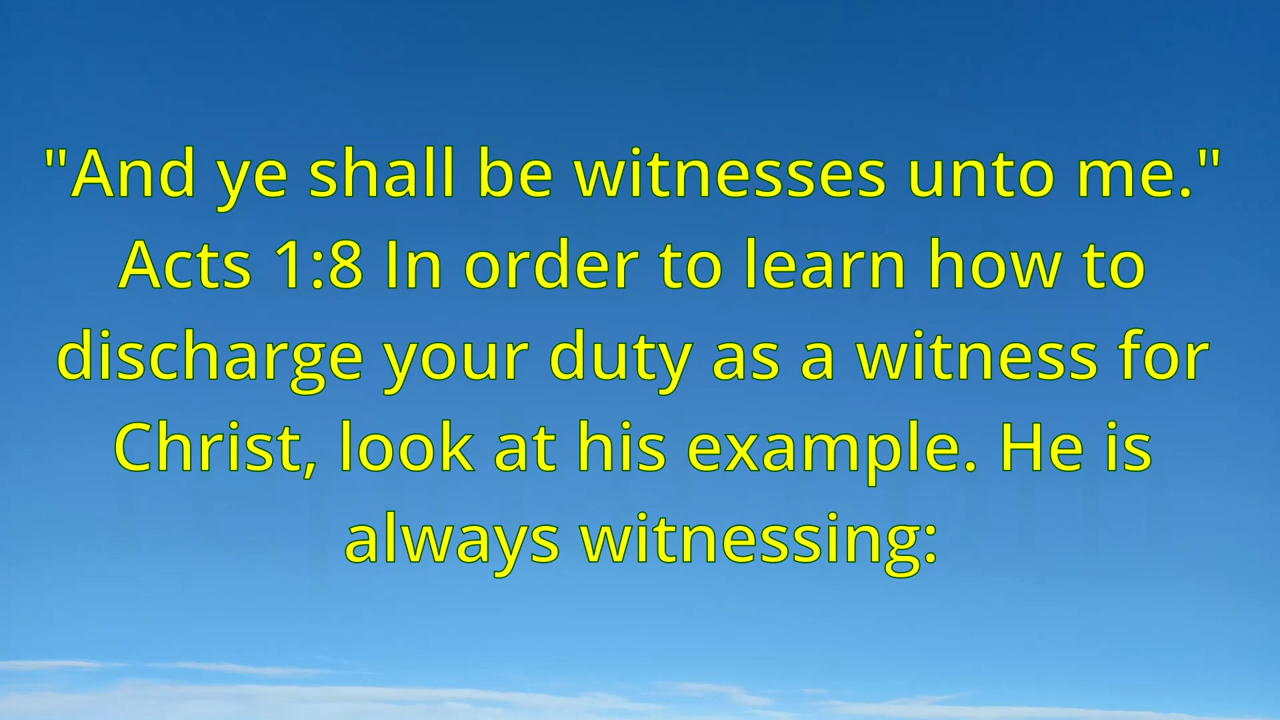 "And ye shall be witnesses unto me."
Acts 1:8 In order to learn how to
discharge your duty as a witness for
Christ, look at his example. He is
always witnessing: